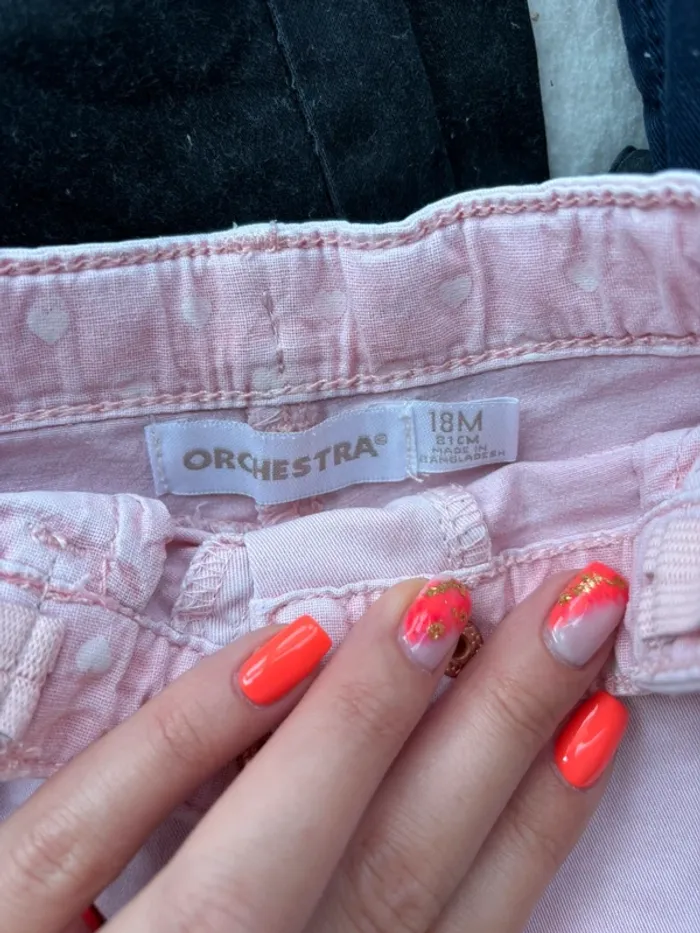 ORCHESTRA©
18M
81CM
MADE IN
BANGLADESH